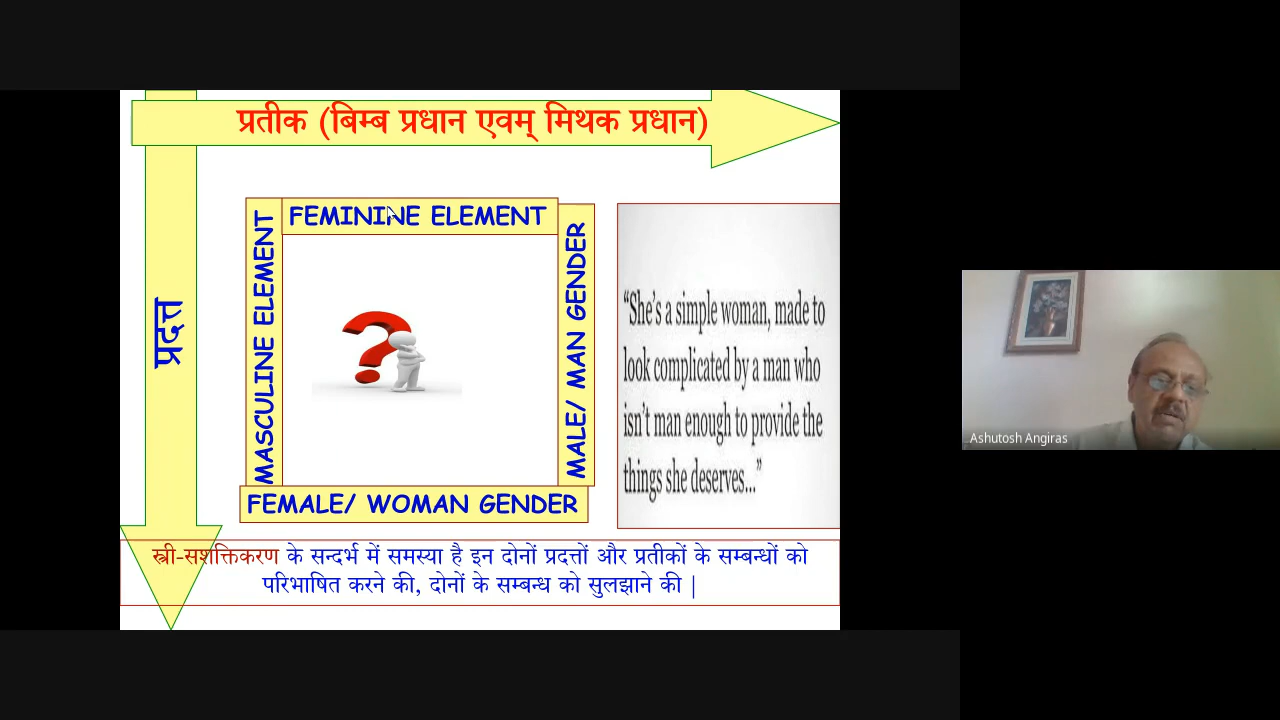 प्रतीक (बिम्ब प्रधान एवम् मिथक प्रधान)
प्रदत्त
FEMININE ELEMENT
MASCULINE ELEMENT
MALE/ MAN GENDER
FEMALE/ WOMAN GENDER
“She’s a simple woman, made to
look complicated by a man who
isn’t man enough to provide the
things she deserves...”
स्त्री-सशक्तिकरण के सन्दर्भ में समस्या है इन दोनों प्रदत्तों और प्रतीकों के सम्बन्धों को
परिभाषित करने की, दोनों के सम्बन्ध को सुलझाने की |
Ashutosh Angiras